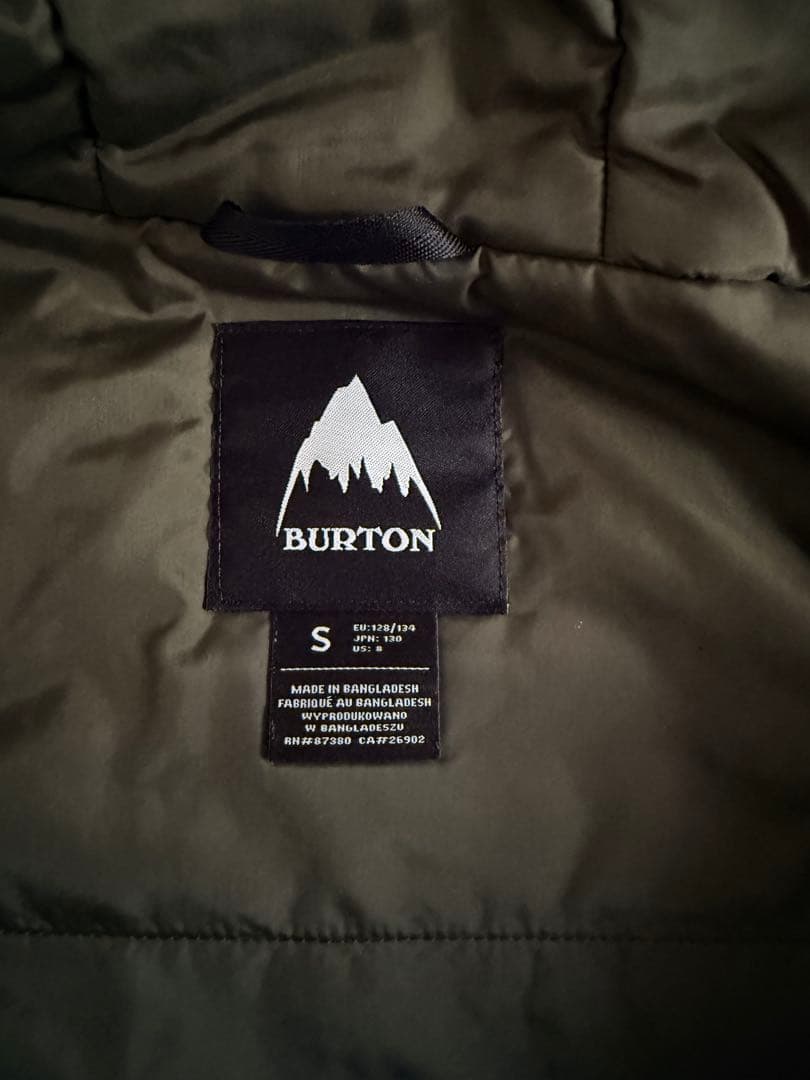 BURTON
S
EU:128/134
JPN: 130
US: 8
MADE IN BANGLADESH
FABRIQUÉ AU BANGLADESH
WYPRODUKOWANO
W BANGLADESZU
RN#87380 CA#26902